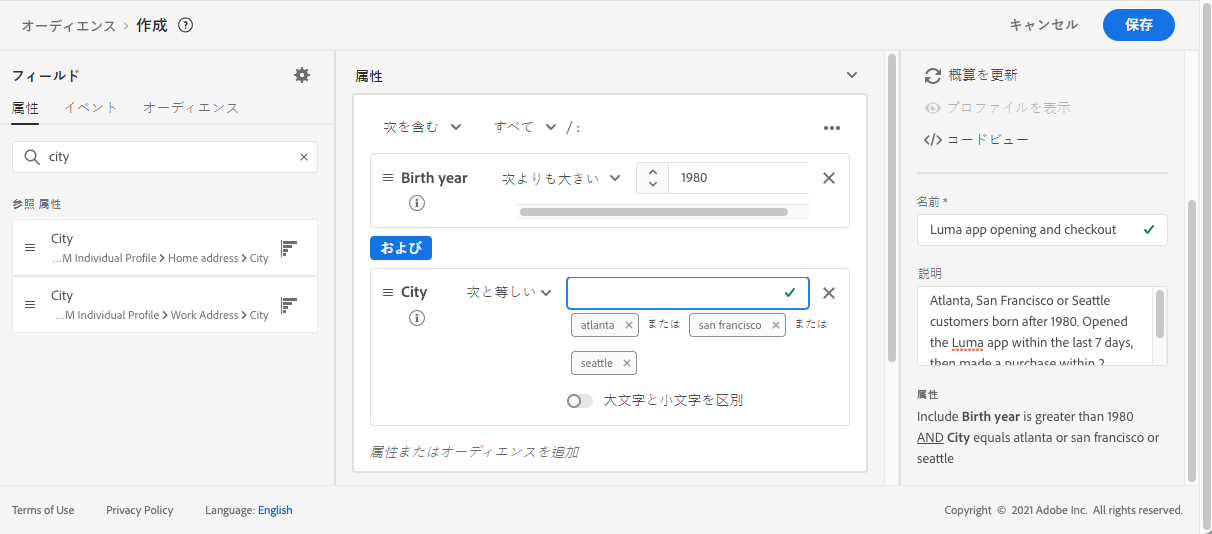 オーディエンス › 作成
キャンセル
保存
フィールド
属性 イベント オーディエンス
city
参照 属性
City
...M Individual Profile > Home address > City
City
...M Individual Profile > Work Address > City
属性
次を含む すべて / :
Birth year 次よりも大きい 1980
および
City 次と等しい
atlanta × または san francisco × または
seattle ×
大文字と小文字を区別
属性またはオーディエンスを追加
概算を更新
プロファイルを表示
</> コードビュー
名前 *
Luma app opening and checkout
説明
Atlanta, San Francisco or Seattle
customers born after 1980. Opened
the Luma app within the last 7 days,
then made a purchase within 2
属性
Include Birth year is greater than 1980
AND City equals atlanta or san francisco or
seattle
Terms of Use Privacy Policy Language: English
Copyright © 2021 Adobe Inc. All rights reserved.